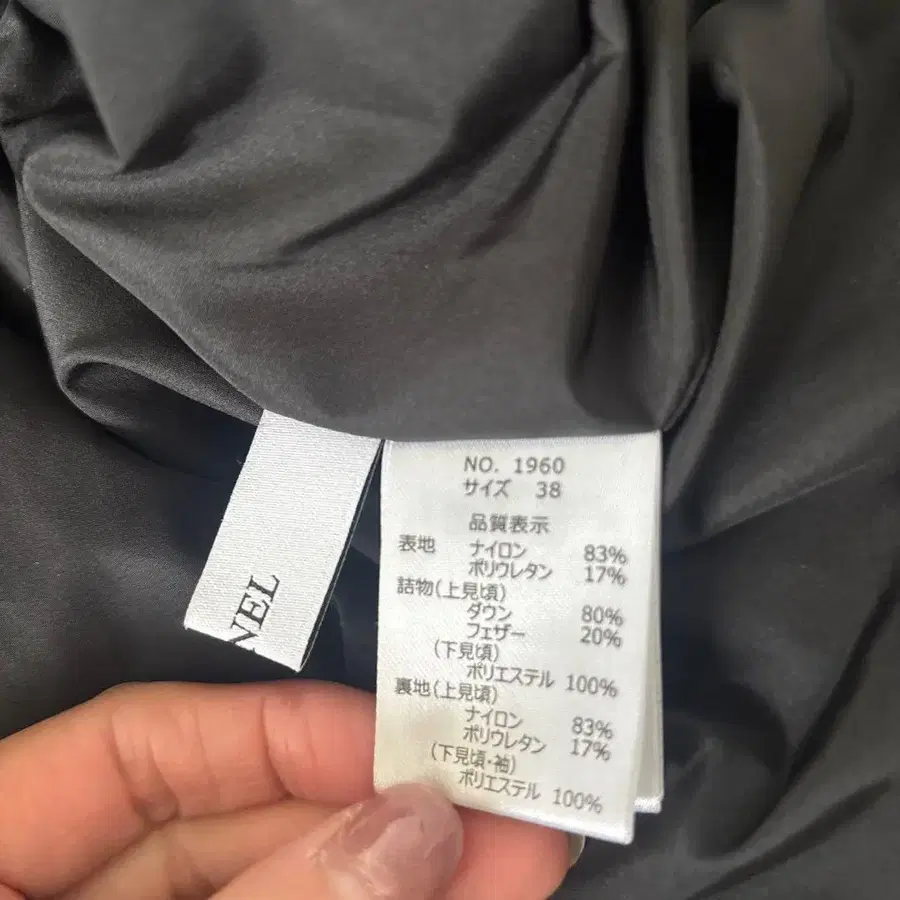 NO. 1960
サイズ 38
品質表示
表地 ナイロン 83%
ポリウレタン 17%
詰物(上見頃)
ダウン 80%
フェザー 20%
(下見頃)
ポリエステル 100%
裏地(上見頃)
ナイロン 83%
ポリウレタン 17%
(下見頃・袖)
ポリエステル 100%
NEL